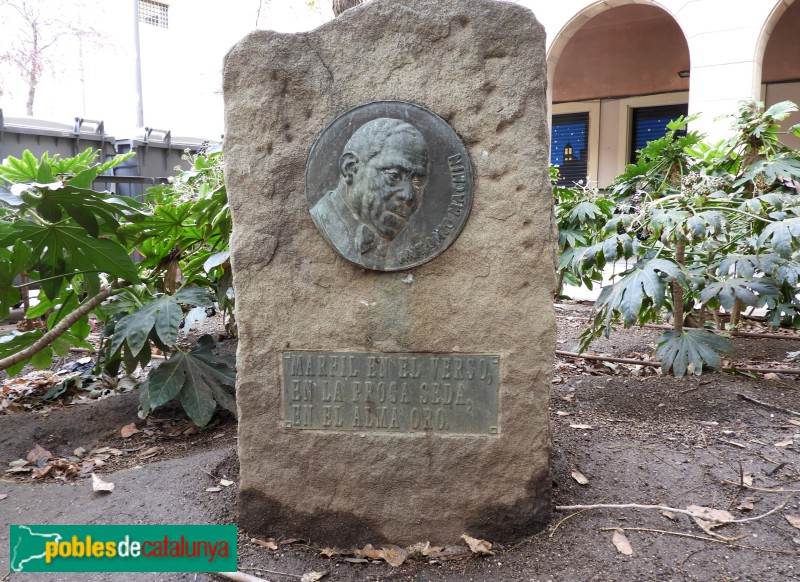 MARFIL EN EL VERSO,
EN LA PROSA SEDA,
EN EL ALMA ORO.
poblesdecatalunya